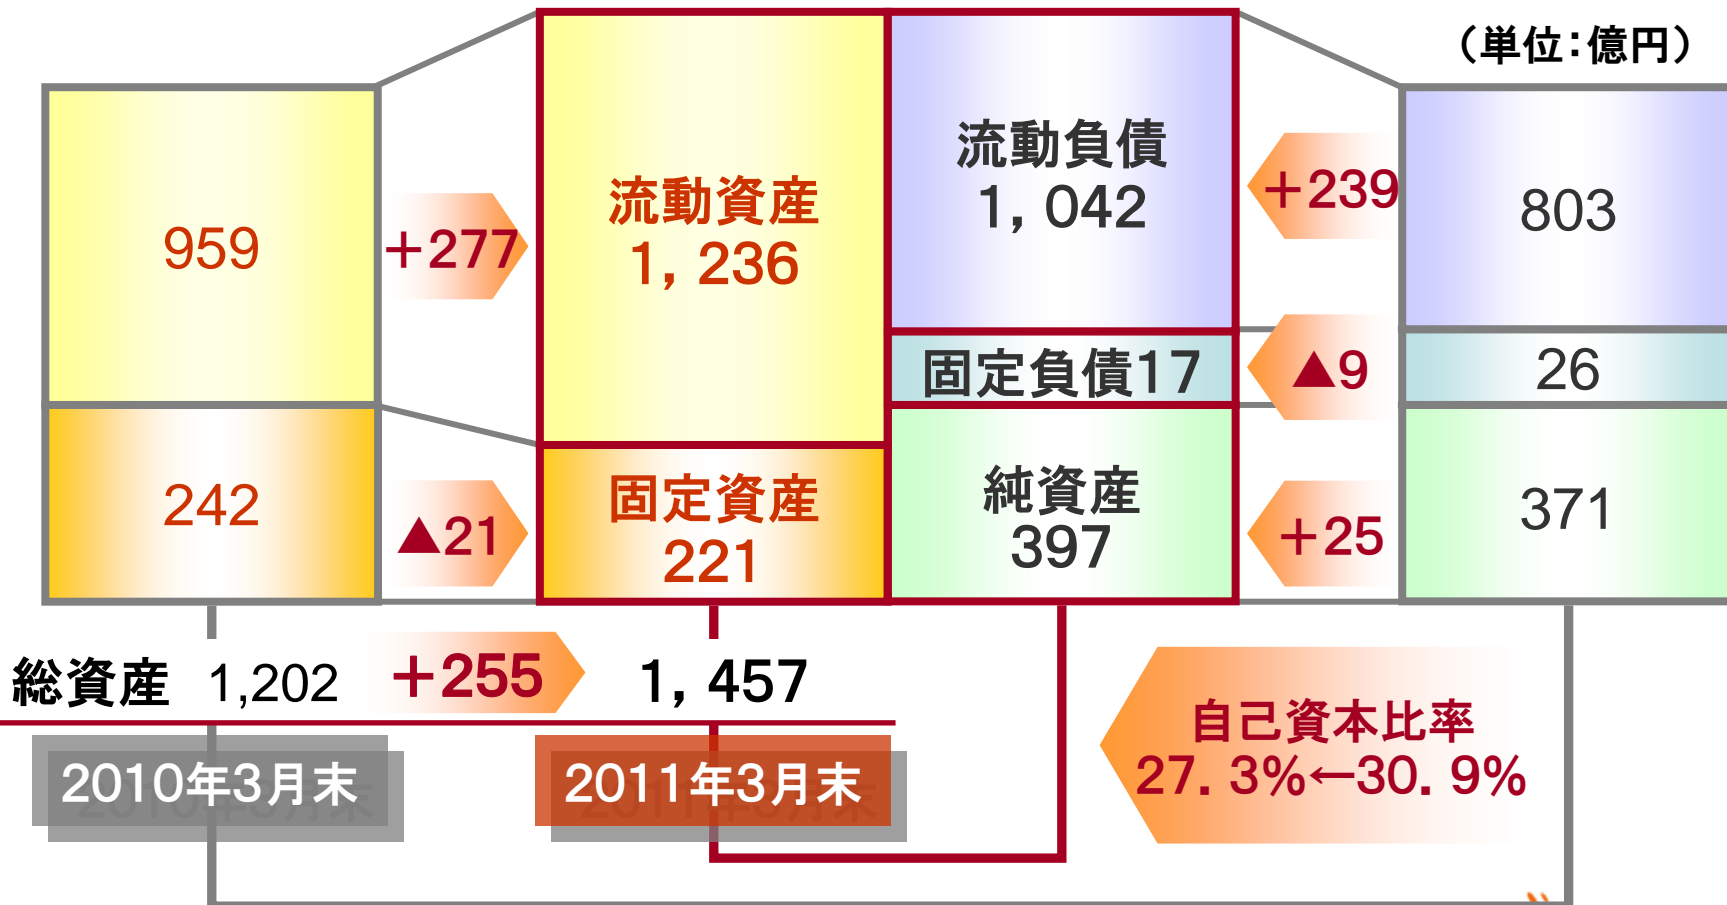 （単位：億円）
959
+277
流動資産
1，236
流動負債
1，042
+239
803
固定負債17
▲9
26
242
▲21
固定資産
221
純資産
397
+25
371
総資産 1,202 +255 1，457
自己資本比率
27．3%←30．9%
2010年3月末
2011年3月末